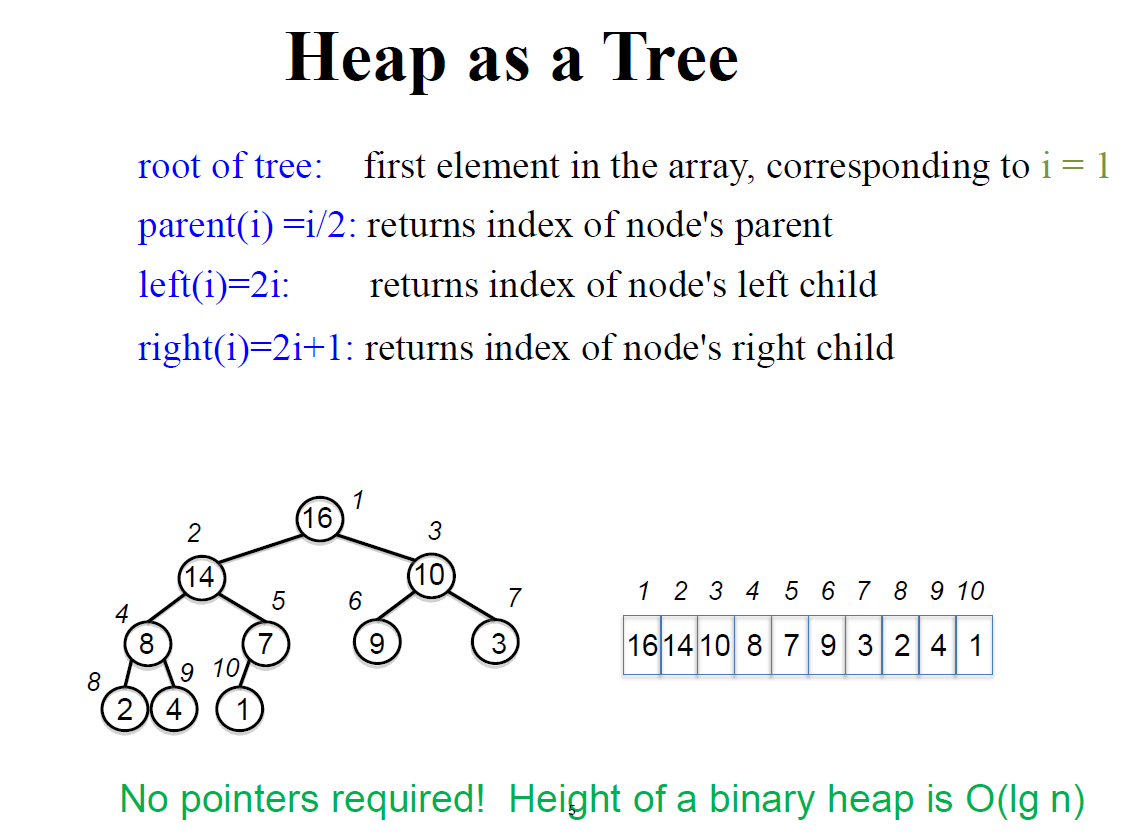 Heap as a Tree
root of tree: first element in the array, corresponding to i = 1
parent(i) =i/2: returns index of node's parent
left(i)=2i: returns index of node's left child
right(i)=2i+1: returns index of node's right child
1
16
2 3
14 10
4 5 6 7
8 7 9 3
8 9 10
2 4 1
1 2 3 4 5 6 7 8 9 10
16 14 10 8 7 9 3 2 4 1
No pointers required! Height of a binary heap is O(lg n)
5